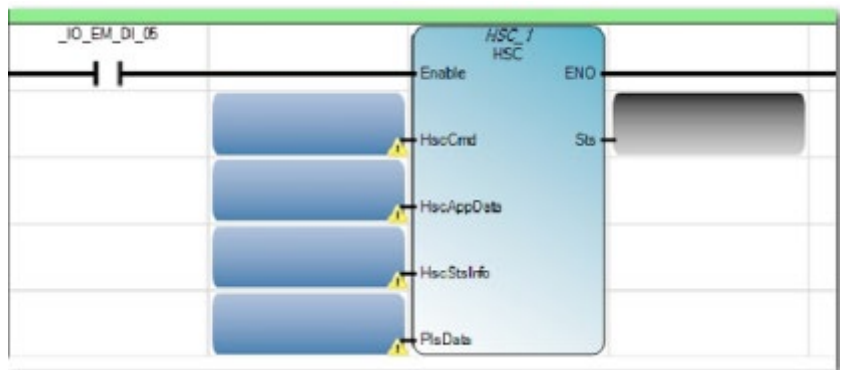 _IO_EM_DI_05
HSC_1
HSC
Enable ENO
HscCmd Sts
HscAppData
HscStsInfo
PlsData